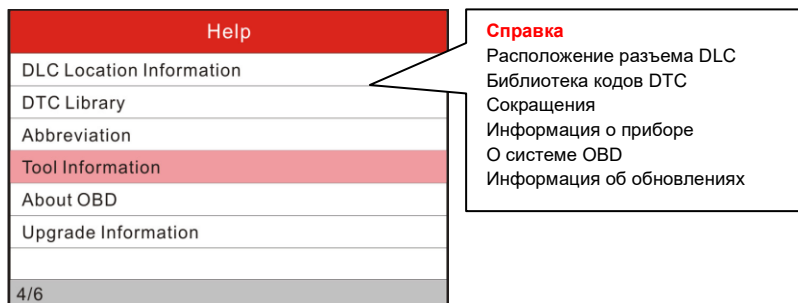 Help
DLC Location Information
DTC Library
Abbreviation
Tool Information
About OBD
Upgrade Information
4/6
Справка
Расположение разъема DLC
Библиотека кодов DTC
Сокращения
Информация о приборе
О системе OBD
Информация об обновлениях